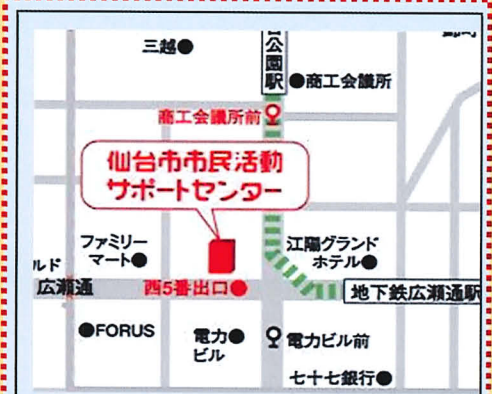 三越
公園駅
商工会議所
商工会議所前
仙台市市民活動
サポートセンター
ファミリー
マート
江陽グランド
ホテル
ルド
広瀬通
西5番出口
地下鉄広瀬通駅
FORUS
電力
ビル
電力ビル前
七十七銀行